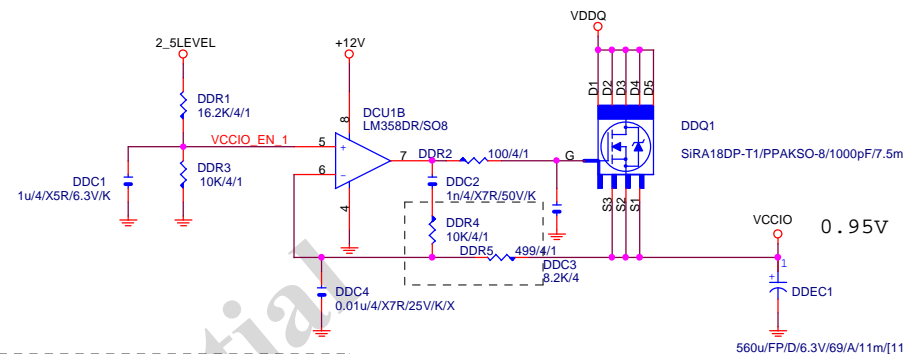 VDDQ
2_5LEVEL
+12V
D1
D2
D3
D4
D5
DDR1
16.2K/4/1
DCU1B
LM358DR/SO8
8
DDQ1
VCCIO_EN_1
5
+
7
DDR2
100/4/1
G
SiRA18DP-T1/PPAKSO-8/1000pF/7.5m
6
-
DDC1
1u/4/X5R/6.3V/K
DDR3
10K/4/1
DDC2
1n/4/X7R/50V/K
4
S3
S2
S1
DDR4
10K/4/1
VCCIO
0.95V
DDR5
499/4/1
DDC3
8.2K/4
1
+
DDEC1
DDC4
0.01u/4/X7R/25V/K/X
560u/FP/D/6.3V/69/A/11m/[11
tial